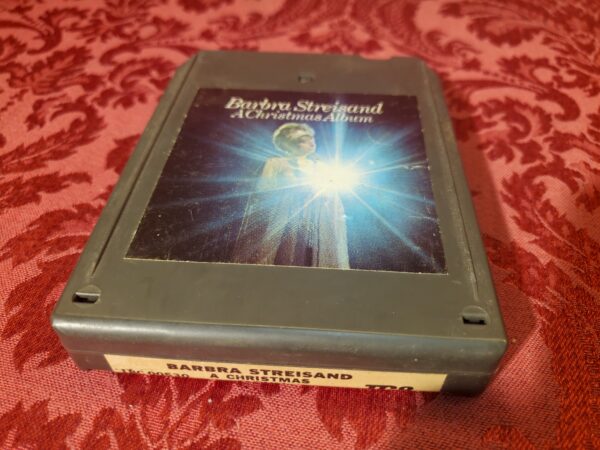 Barbra Streisand
A Christmas Album
BARBRA STREISAND
A CHRISTMAS